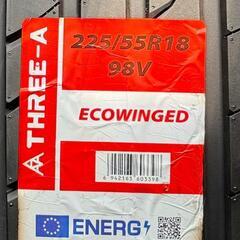 THREE-A
225/55R18
98V
ECOWINGED
6 942163 603398
ENERG